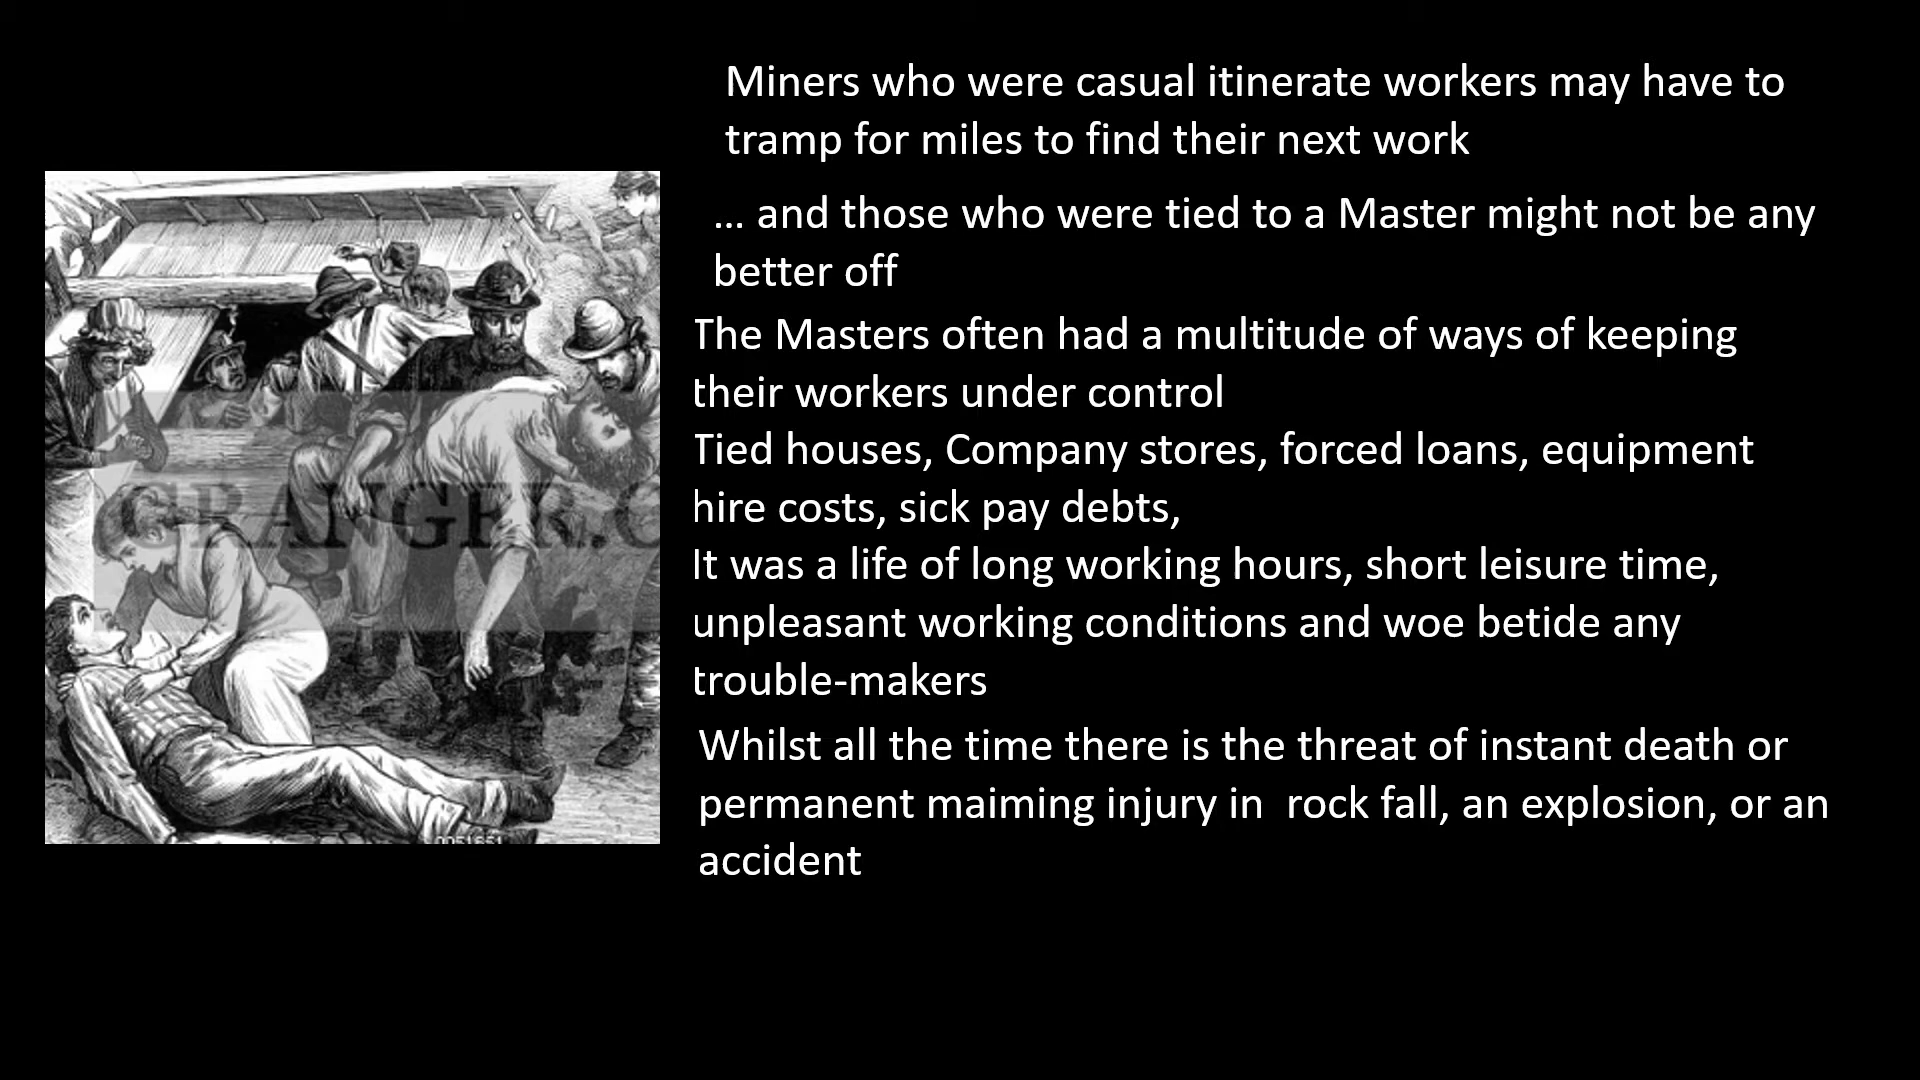 Miners who were casual itinerate workers may have to
tramp for miles to find their next work
... and those who were tied to a Master might not be any
better off
The Masters often had a multitude of ways of keeping
their workers under control
Tied houses, Company stores, forced loans, equipment
hire costs, sick pay debts,
It was a life of long working hours, short leisure time,
unpleasant working conditions and woe betide any
trouble-makers
Whilst all the time there is the threat of instant death or
permanent maiming injury in  rock fall, an explosion, or an
accident
GRANGER.C
0051651